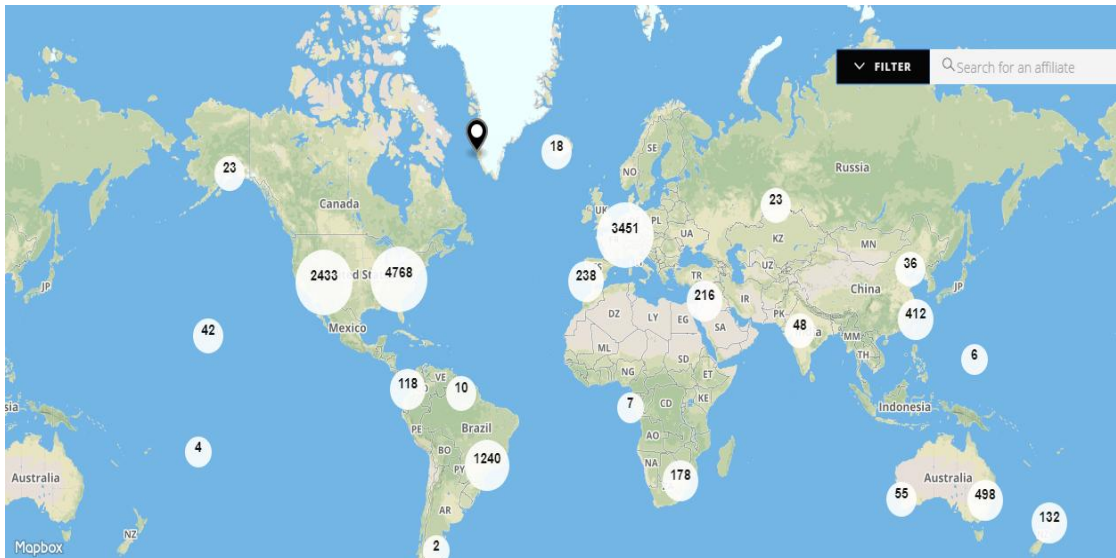 FILTER
Search for an affiliate
18
23
SE
NO
Russia
Canada
23
UK
PL
3451
UA
KZ
MN
2433
4768
238
TR
UZ
36
JP
JP
216
IR
China
Mexico
DZ
LY
EG
SA
PK
48
412
42
ML
SD
MM
TH
6
NG
ET
118
VE
10
7
CD
KE
Indonesia
PE
Brazil
AO
4
BO
1240
PY
NA
178
Australia
Australia
55
498
AR
132
NZ
2
Mapbox